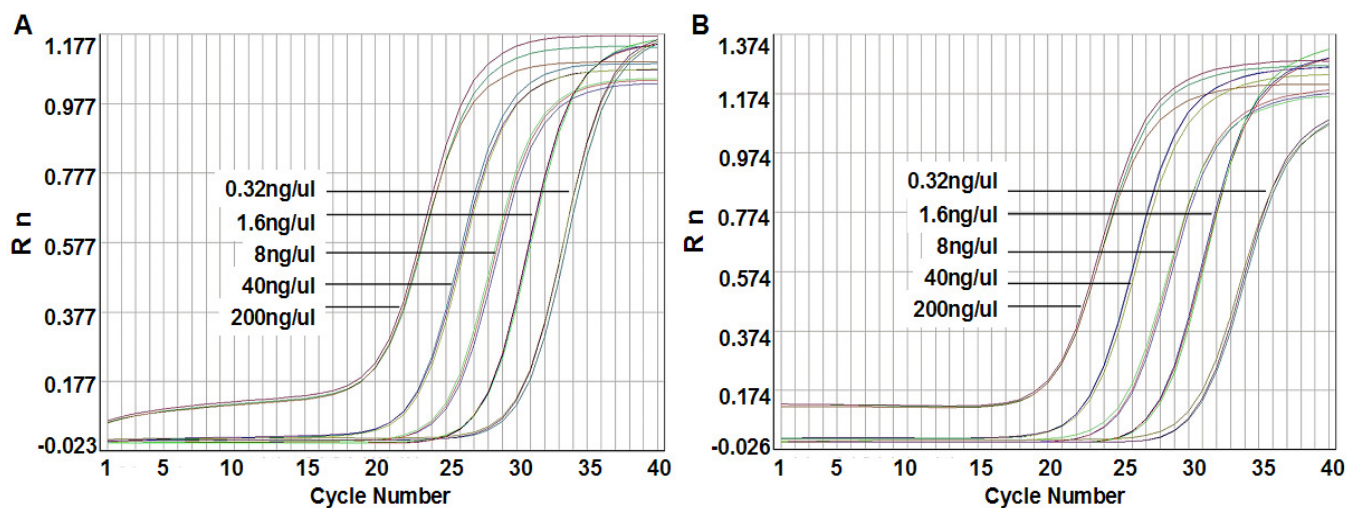 A
1.177
0.977
0.777
0.577
0.377
0.177
-0.023
R n
0.32ng/ul
1.6ng/ul
8ng/ul
40ng/ul
200ng/ul
1 5 10 15 20 25 30 35 40
Cycle Number
B
1.374
1.174
0.974
0.774
0.574
0.374
0.174
-0.026
R n
0.32ng/ul
1.6ng/ul
8ng/ul
40ng/ul
200ng/ul
1 5 10 15 20 25 30 35 40
Cycle Number